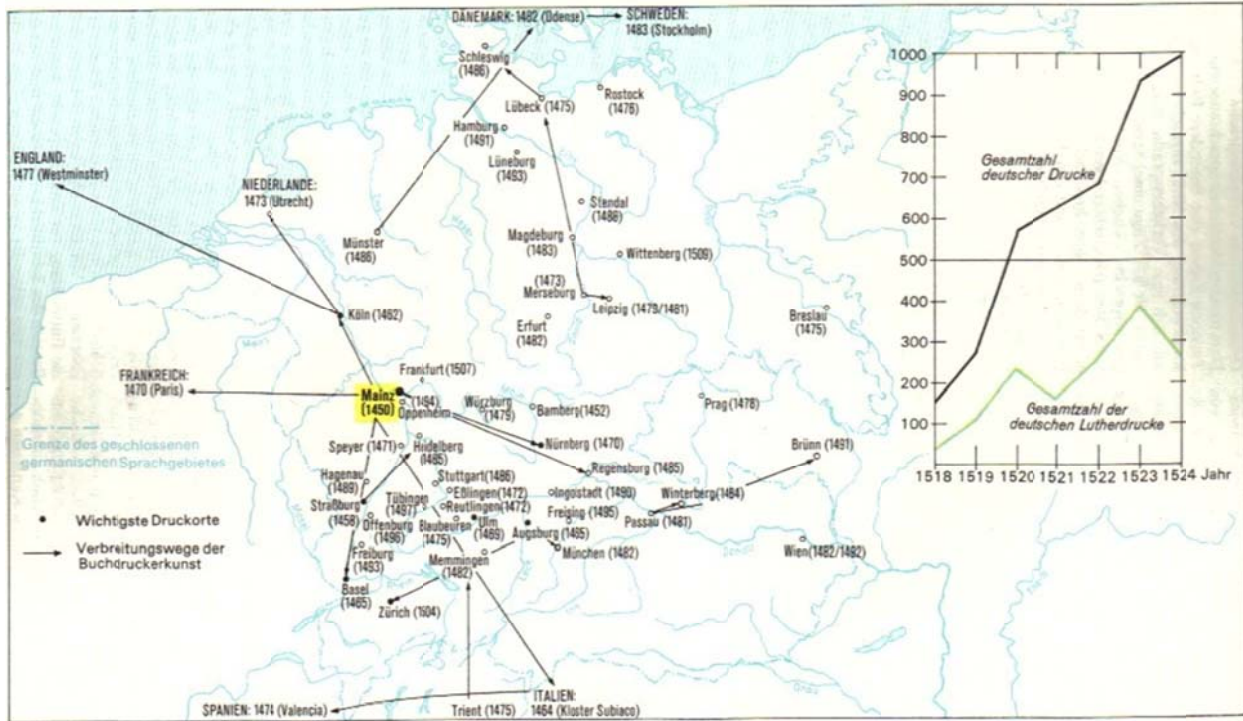 DÄNEMARK: 1482 (Odense)
SCHWEDEN:
1483 (Stockholm)
Schleswig
(1486)
Rostock
(1476)
Lübeck (1475)
Hamburg
(1491)
Lüneburg
(1493)
ENGLAND:
1477 (Westminster)
NIEDERLANDE:
1473 (Utrecht)
Stendal
(1488)
Münster
(1486)
Magdeburg
(1483)
Wittenberg (1509)
(1473)
Merseburg
Leipzig (1479/1481)
Köln (1462)
Erfurt
(1482)
Breslau
(1475)
Frankfurt (1507)
FRANKREICH:
1470 (Paris)
Mainz
(1450)
(1494)
Oppenheim
Würzburg
(1479)
Bamberg (1452)
Prag (1478)
Grenze des geschlossenen
germanischen Sprachgebietes
Speyer (1471)
Hidelberg
(1485)
Nürnberg (1470)
Brünn (1491)
Regensburg (1485)
Hagenau
(1489)
Stuttgart (1486)
Eßlingen (1472)
Ingostadt (1490)
Winterberg (1484)
Straßburg
(1458)
Tübingen
(1497)
Reutlingen (1472)
Freising (1495)
Passau (1481)
Offenburg
(1496)
Blaubeuren
(1475)
Ulm
(1469)
Augsburg (1465)
München (1482)
Wien (1482/1492)
Wichtigste Druckorte
Verbreitungswege der
Buchdruckerkunst
Freiburg
(1493)
Memmingen
(1482)
Basel
(1465)
Zürich (1504)
SPANIEN: 1474 (Valencia)
Trient (1475)
ITALIEN:
1464 (Kloster Subiaco)
1000
900
800
700
600
500
400
300
200
100
Gesamtzahl
deutscher Drucke
Gesamtzahl der
deutschen Lutherdrucke
1518 1519 1520 1521 1522 1523 1524 Jahr